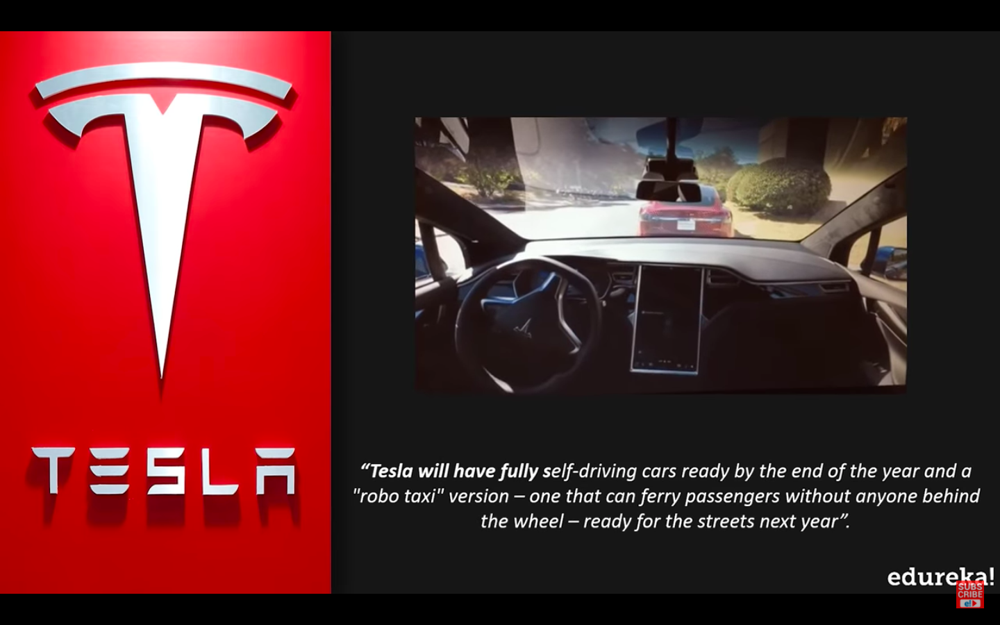 TESLA
“Tesla will have fully self-driving cars ready by the end of the year and a
"robo taxi" version – one that can ferry passengers without anyone behind
the wheel – ready for the streets next year”.
edureka!
SUBS
CRIBE
e!